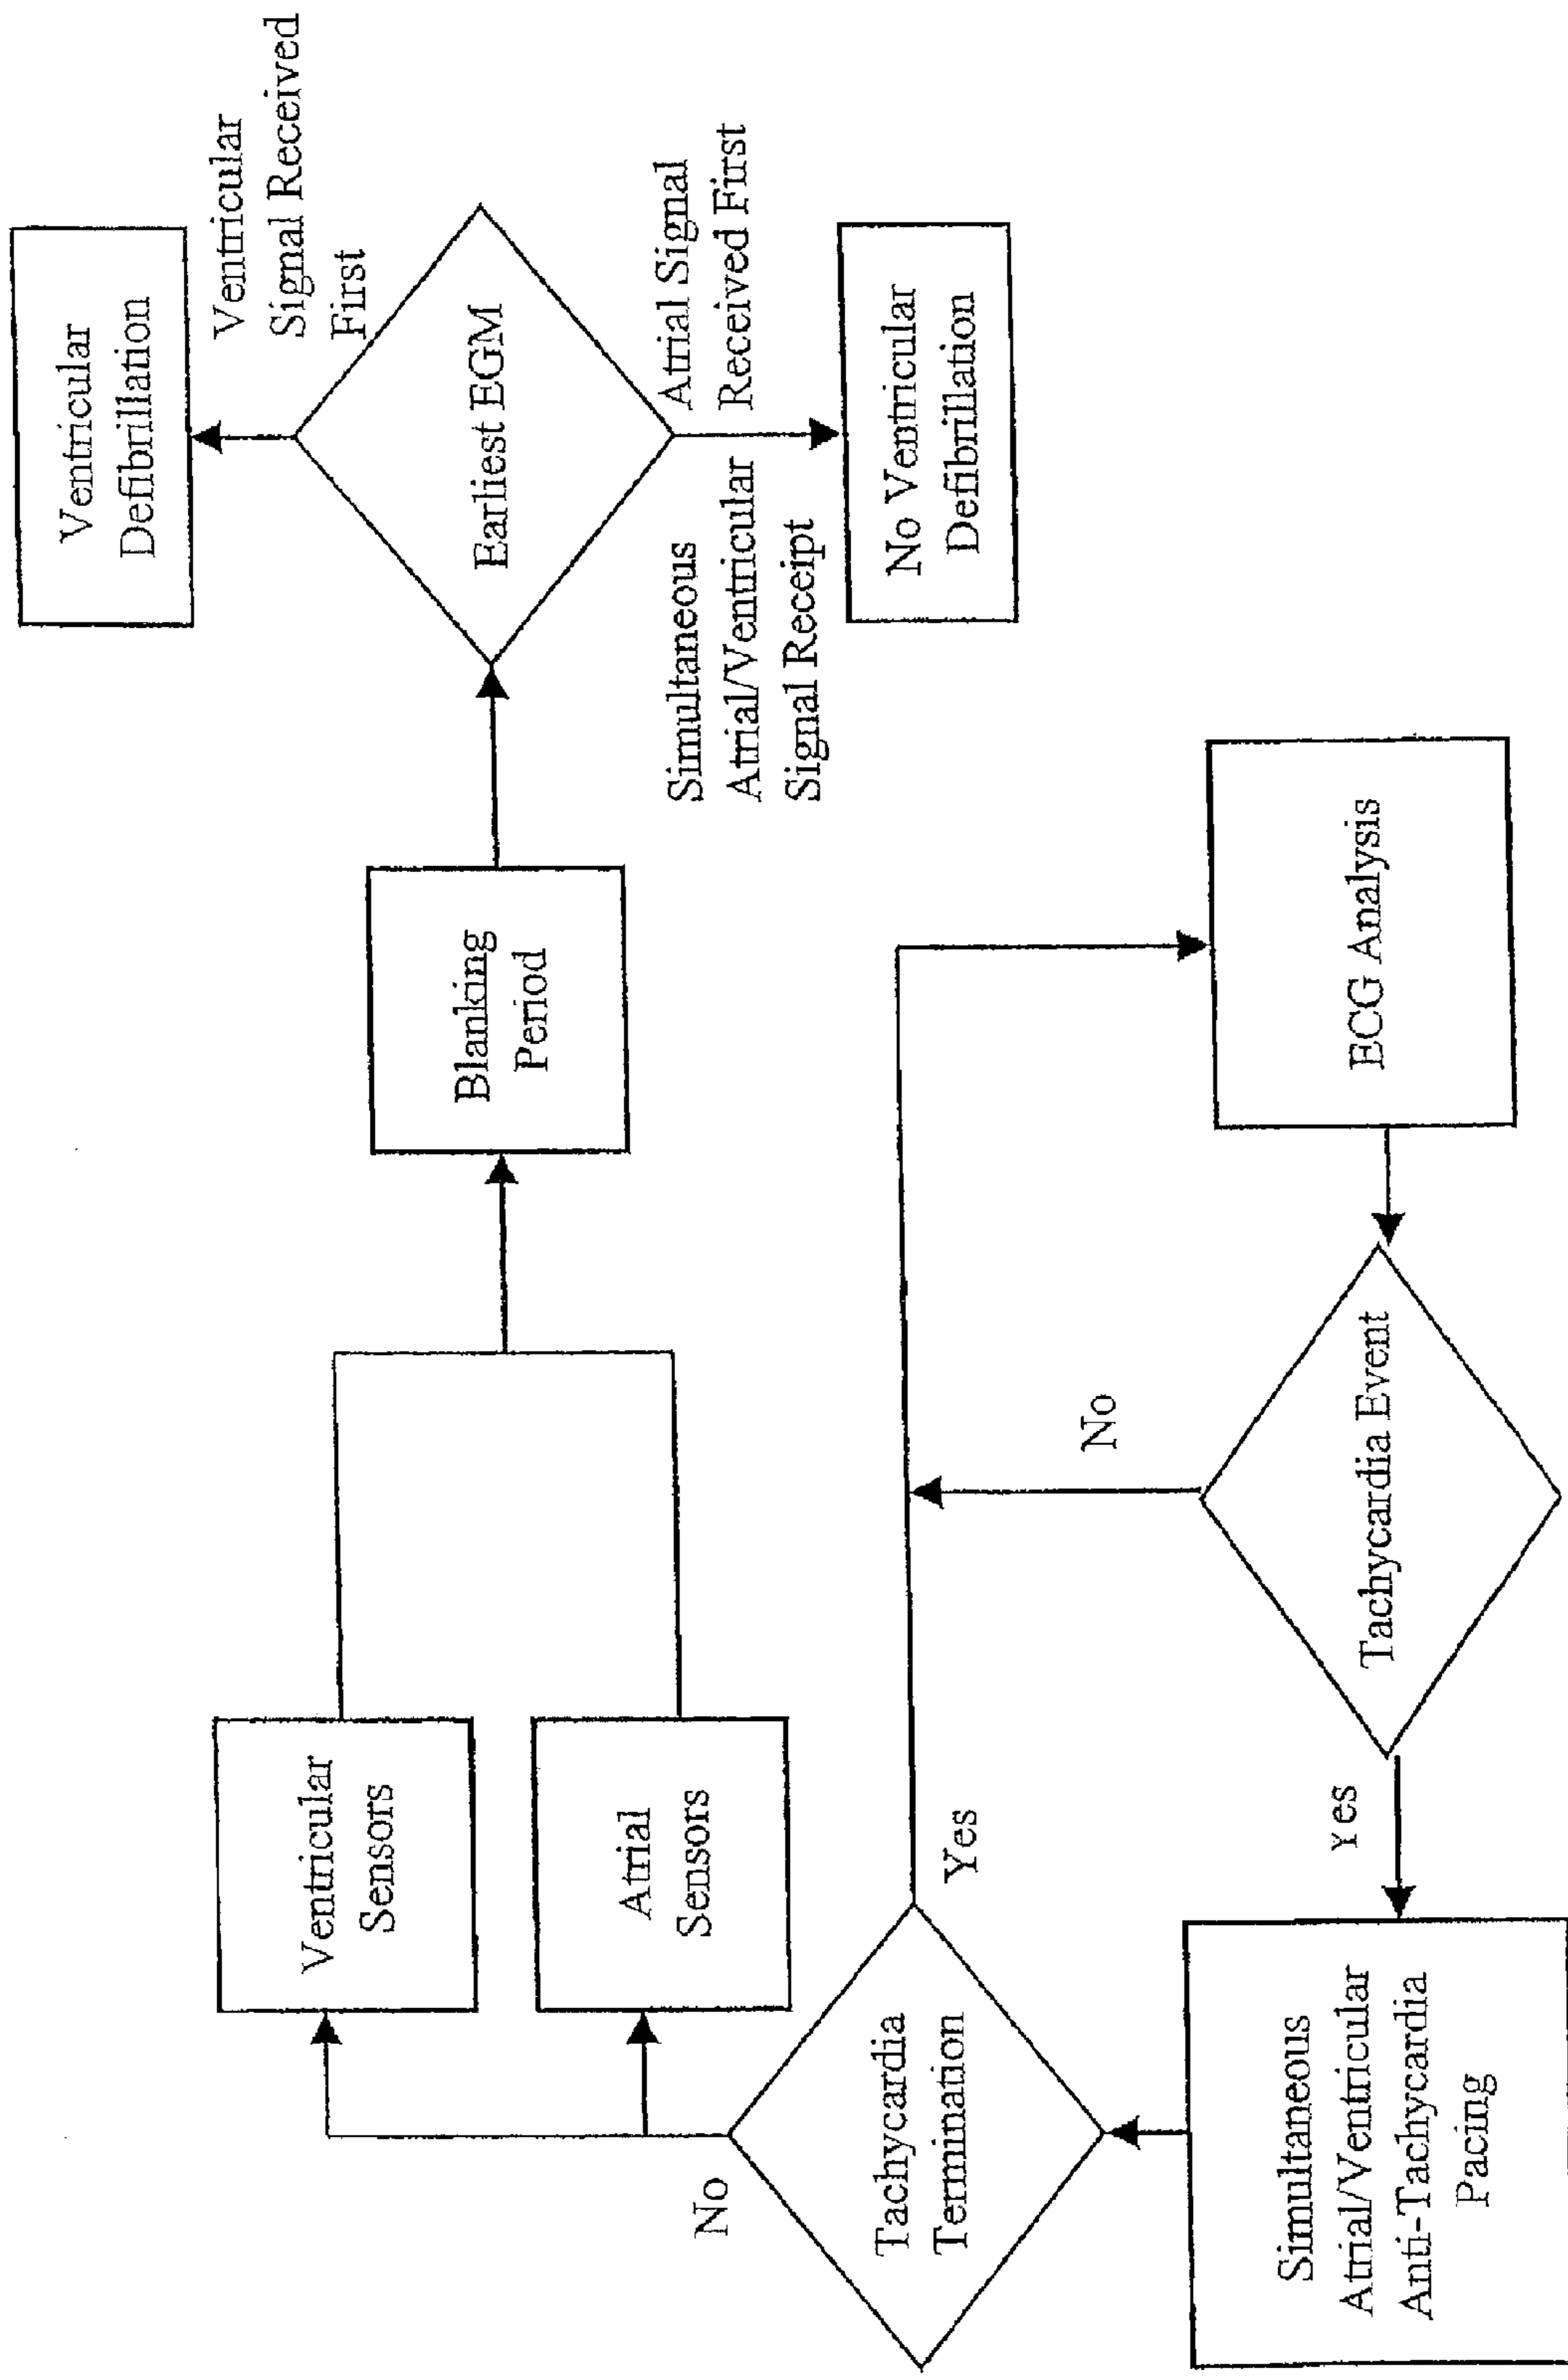 Ventricular
Defibrillation
Ventricular
Signal Received
First
Earliest EGM
Atrial Signal
Received First
Simultaneous
Atrial/Ventricular
Signal Receipt
No Ventricular
Defibrillation
Blanking
Period
Ventricular
Sensors
Atrial
Sensors
No
Tachycardia
Termination
Yes
No
ECG Analysis
Tachycardia Event
Yes
Simultaneous
Atrial/Ventricular
Anti-Tachycardia
Pacing